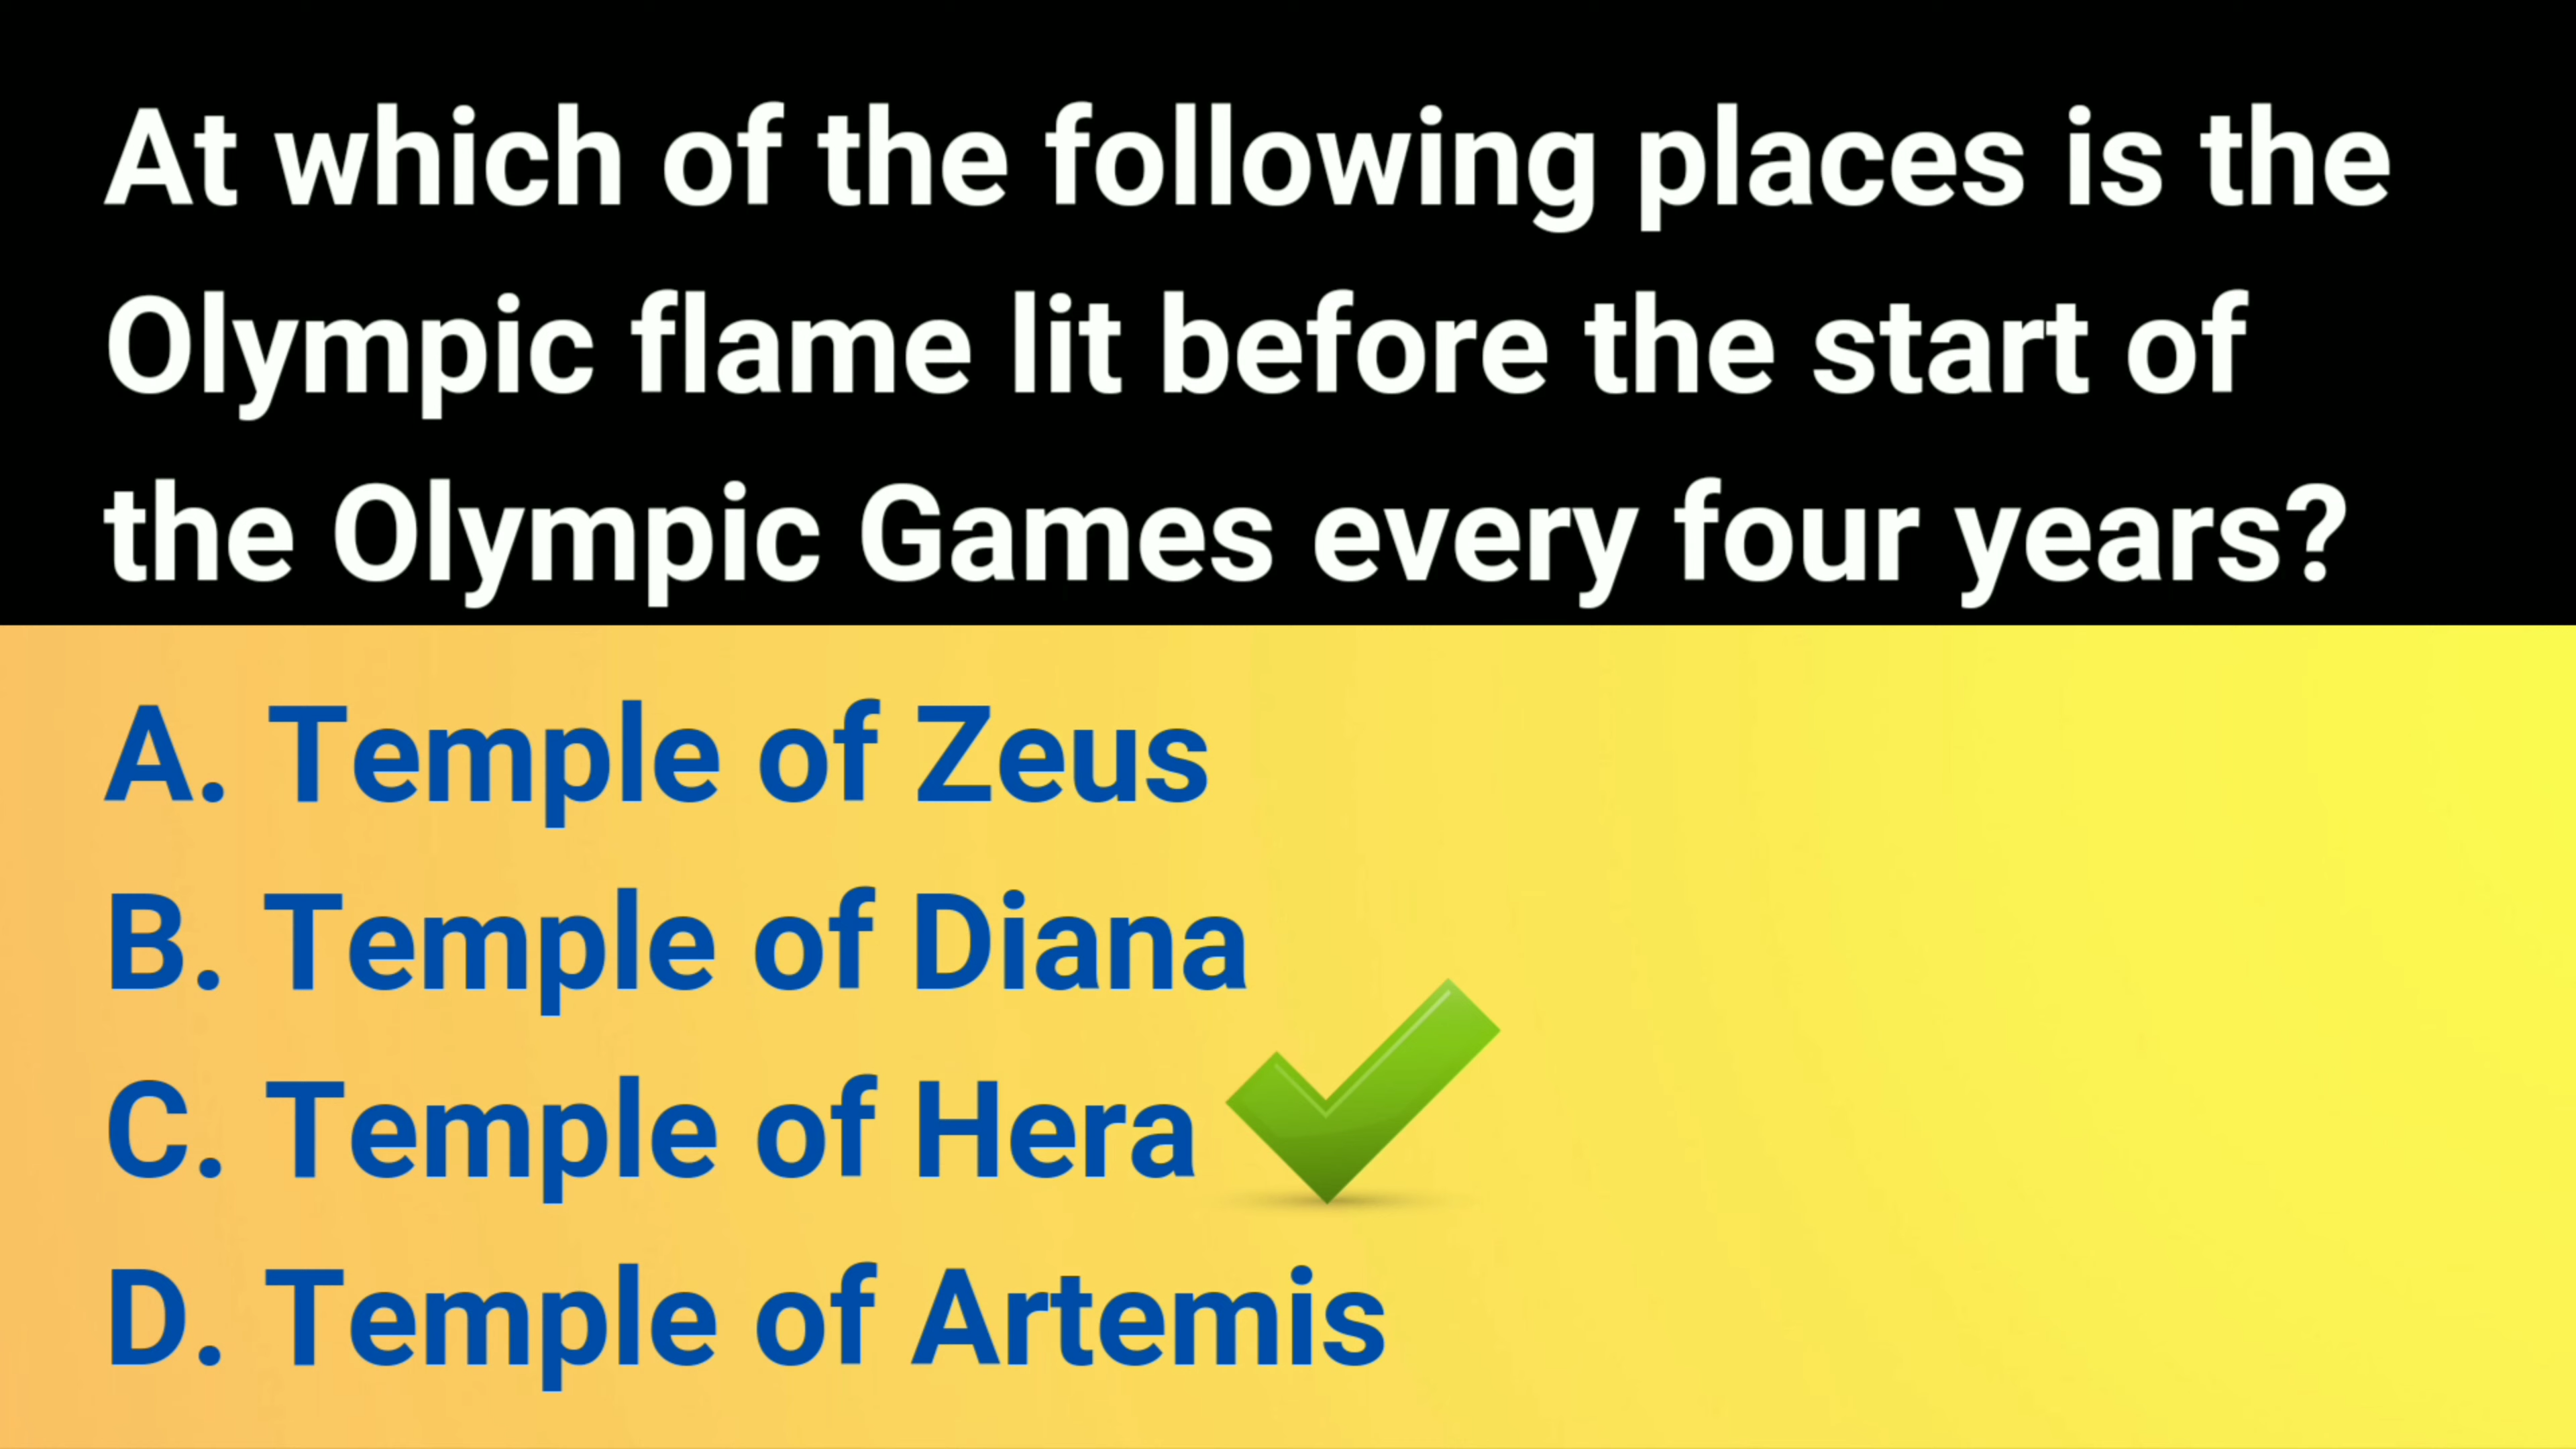 At which of the following places is the
Olympic flame lit before the start of
the Olympic Games every four years?
A. Temple of Zeus
B. Temple of Diana
C. Temple of Hera
D. Temple of Artemis